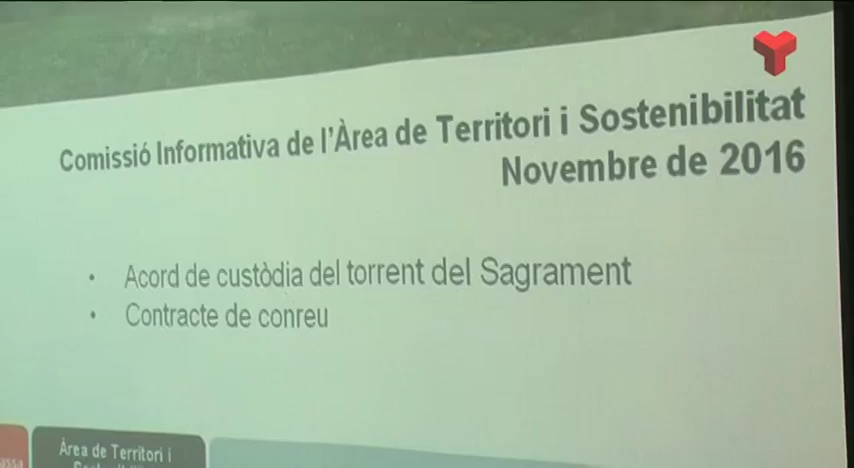 Comissió Informativa de l'Àrea de Territori i Sostenibilitat
Novembre de 2016
• Acord de custòdia del torrent del Sagrament
• Contracte de conreu
Àrea de Territori i